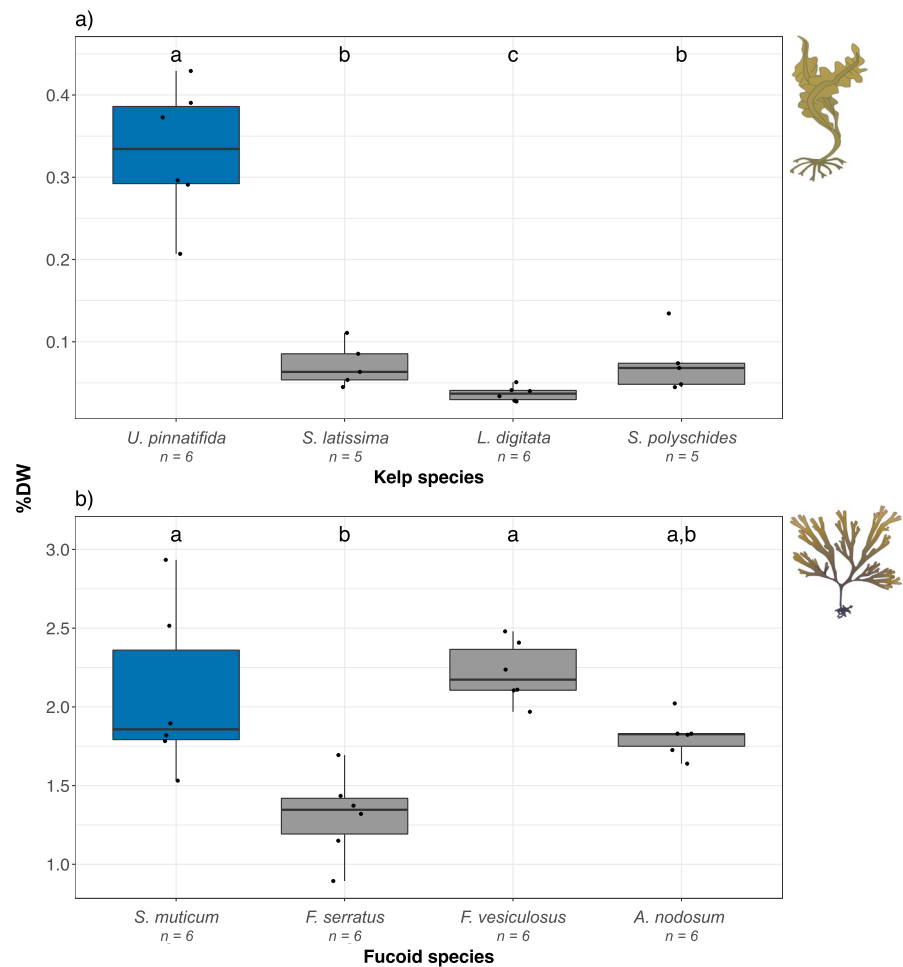 a)
a b c b
0.4
0.3
0.2
0.1
U. pinnatifida S. latissima L. digitata S. polyschides
n = 6 n = 5 n = 6 n = 5
Kelp species
%DW
b)
a b a a,b
3.0
2.5
2.0
1.5
1.0
S. muticum F. serratus F. vesiculosus A. nodosum
n = 6 n = 6 n = 6 n = 6
Fucoid species